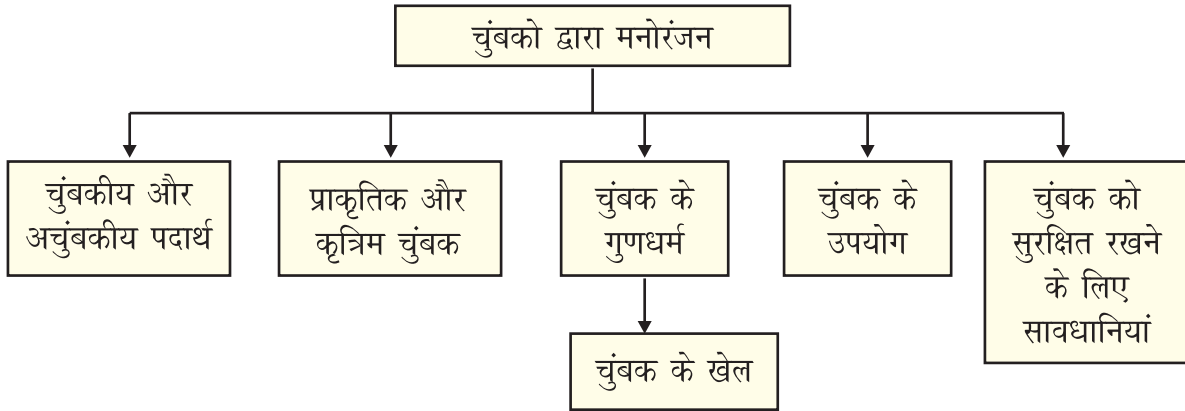 चुंबको द्वारा मनोरंजन
चुंबकीय और
अचुंबकीय पदार्थ
प्राकृतिक और
कृत्रिम चुंबक
चुंबक के
गुणधर्म
चुंबक के
उपयोग
चुंबक को
सुरक्षित रखने
के लिए
सावधानियां
चुंबक के खेल